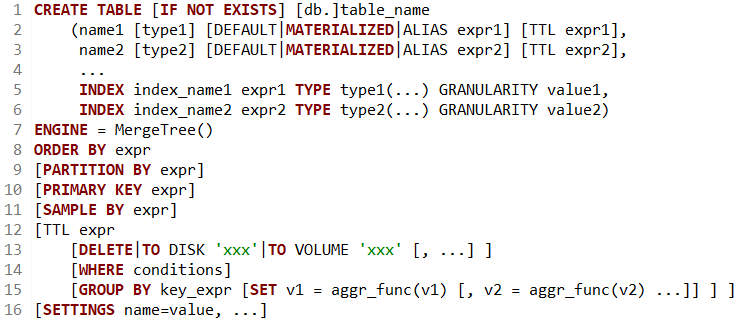 1 CREATE TABLE [IF NOT EXISTS] [db.]table_name
2     (name1 [type1] [DEFAULT|MATERIALIZED|ALIAS expr1] [TTL expr1],
3      name2 [type2] [DEFAULT|MATERIALIZED|ALIAS expr2] [TTL expr2],
4      ...
5      INDEX index_name1 expr1 TYPE type1(...) GRANULARITY value1,
6      INDEX index_name2 expr2 TYPE type2(...) GRANULARITY value2)
7 ENGINE = MergeTree()
8 ORDER BY expr
9 [PARTITION BY expr]
10 [PRIMARY KEY expr]
11 [SAMPLE BY expr]
12 [TTL expr
13     [DELETE|TO DISK 'xxx'|TO VOLUME 'xxx' [, ...] ]
14     [WHERE conditions]
15     [GROUP BY key_expr [SET v1 = aggr_func(v1) [, v2 = aggr_func(v2) ...]] ] ]
16 [SETTINGS name=value, ...]